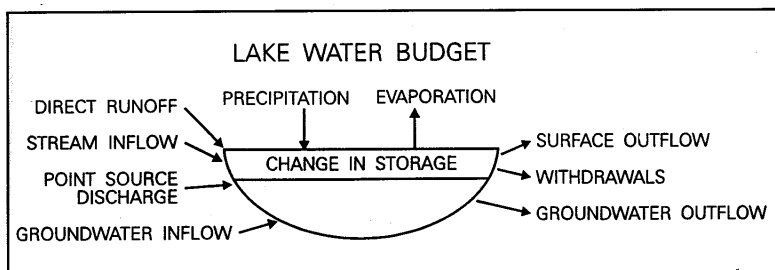 LAKE WATER BUDGET
DIRECT RUNOFF
PRECIPITATION
EVAPORATION
STREAM INFLOW
SURFACE OUTFLOW
CHANGE IN STORAGE
POINT SOURCE
DISCHARGE
WITHDRAWALS
GROUNDWATER OUTFLOW
GROUNDWATER INFLOW